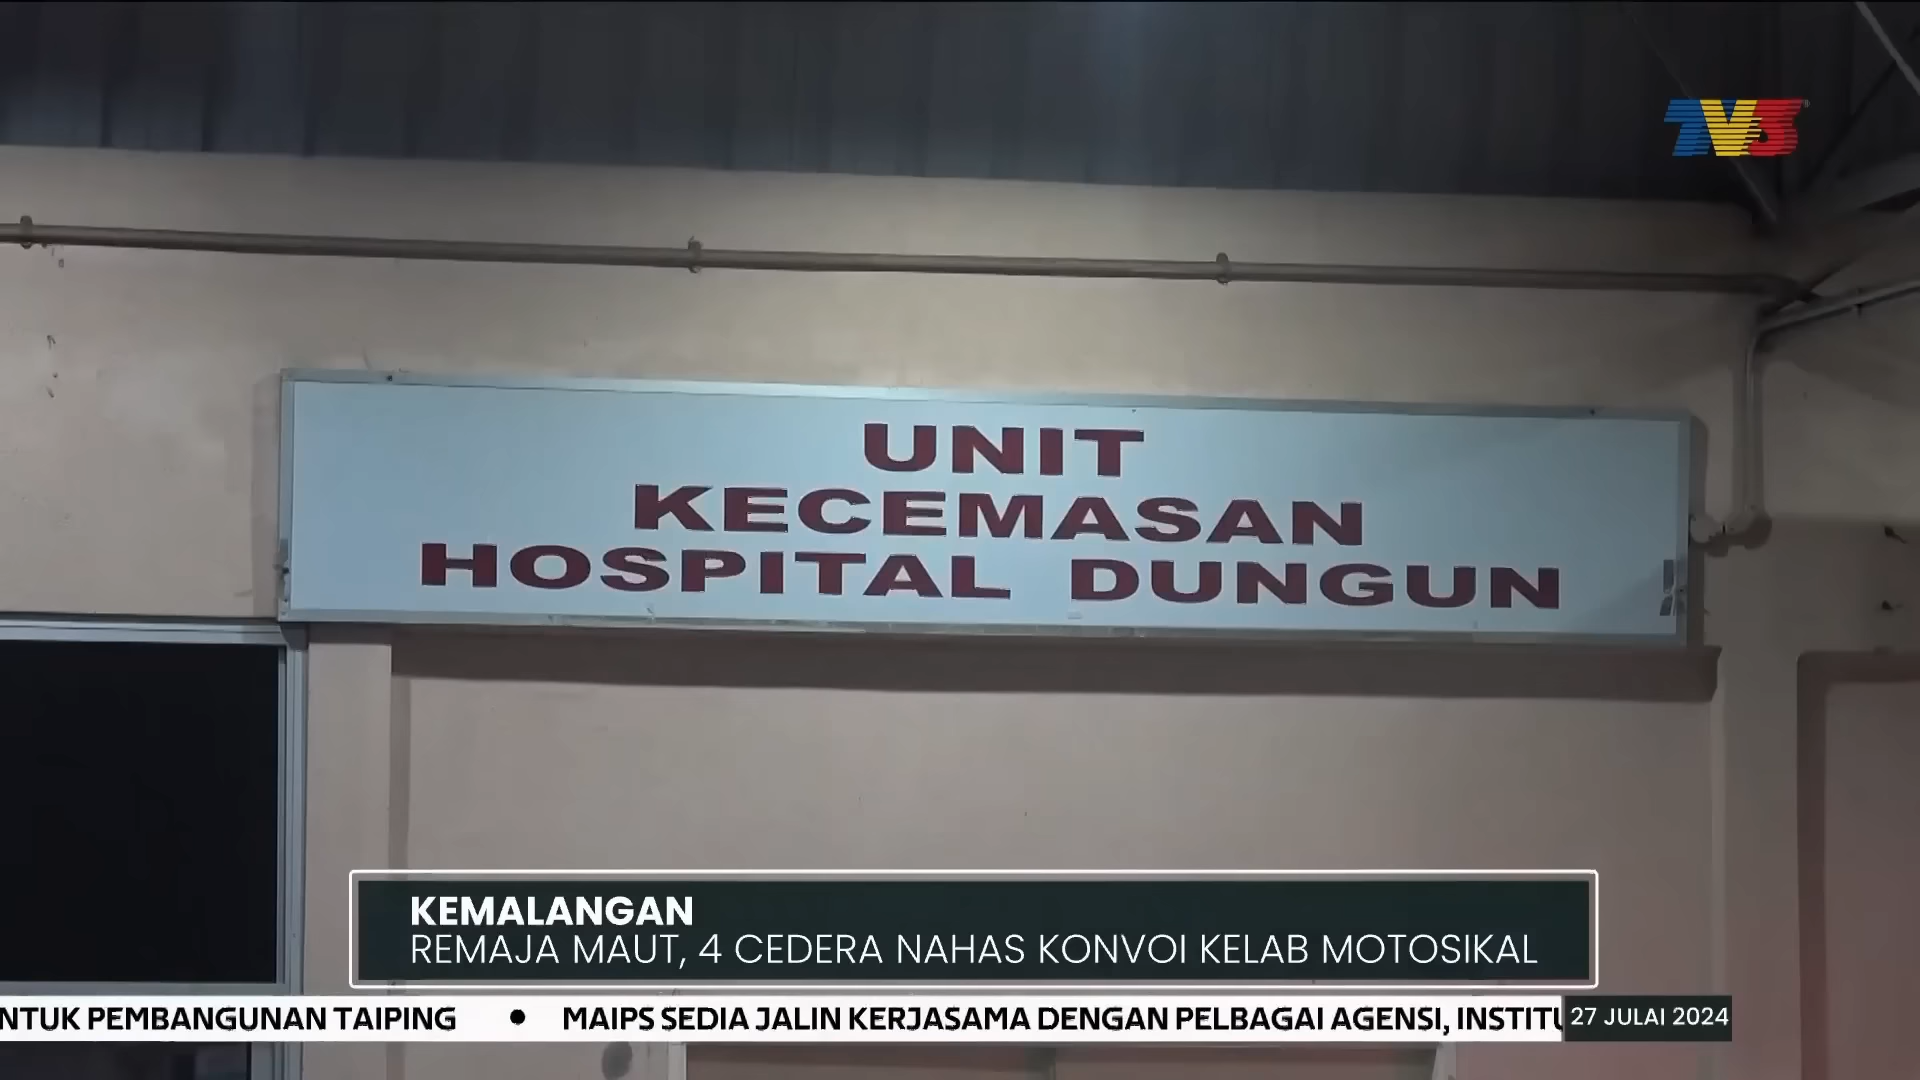 TV3
UNIT
KECEMASAN
HOSPITAL DUNGUN
KEMALANGAN
REMAJA MAUT, 4 CEDERA NAHAS KONVOI KELAB MOTOSIKAL
NTUK PEMBANGUNAN TAIPING • MAIPS SEDIA JALIN KERJASAMA DENGAN PELBAGAI AGENSI, INSTITU
27 JULAI 2024